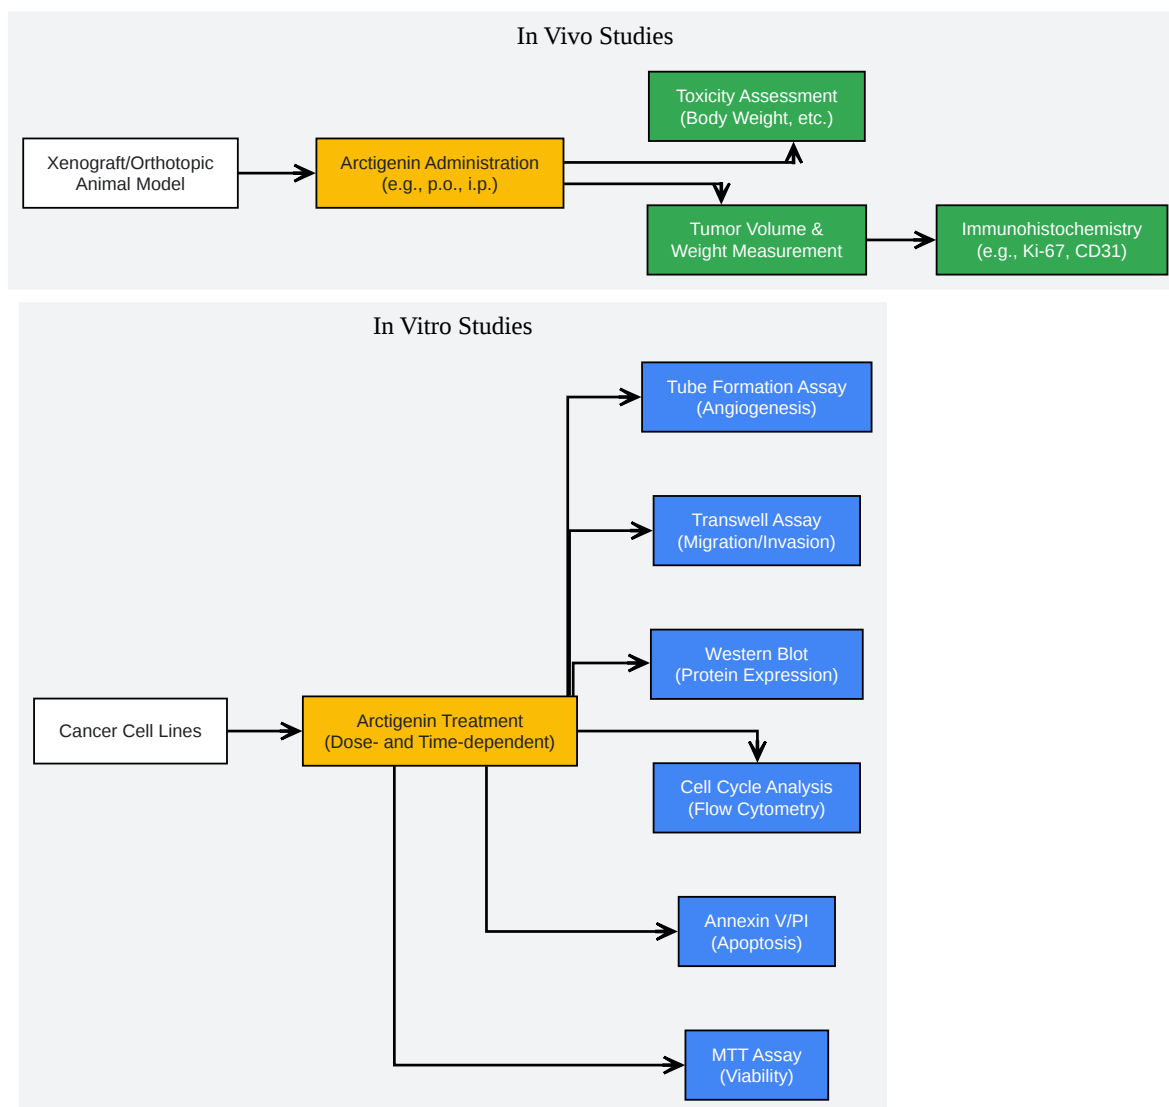 In Vivo Studies
Toxicity Assessment
(Body Weight, etc.)
Xenograft/Orthotopic
Animal Model
Arctigenin Administration
(e.g., p.o., i.p.)
Tumor Volume &
Weight Measurement
Immunohistochemistry
(e.g., Ki-67, CD31)
In Vitro Studies
Tube Formation Assay
(Angiogenesis)
Transwell Assay
(Migration/Invasion)
Western Blot
(Protein Expression)
Cancer Cell Lines
Arctigenin Treatment
(Dose- and Time-dependent)
Cell Cycle Analysis
(Flow Cytometry)
Annexin V/PI
(Apoptosis)
MTT Assay
(Viability)